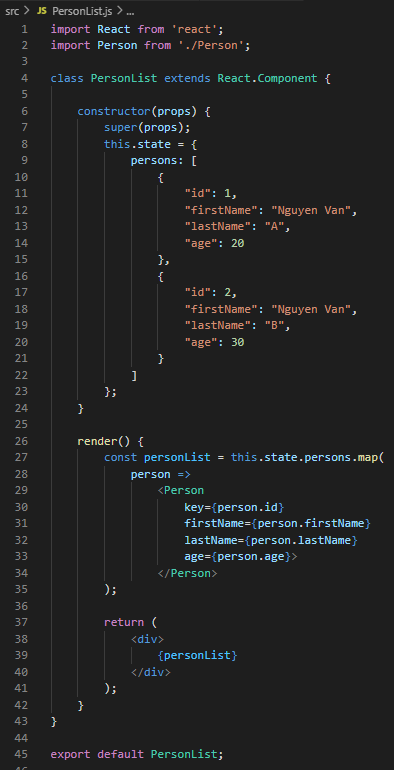 src > JS PersonList.js > ...
1 import React from 'react';
2 import Person from './Person';
3
4 class PersonList extends React.Component {
5
6     constructor(props) {
7         super(props);
8         this.state = {
9             persons: [
10                 {
11                     "id": 1,
12                     "firstName": "Nguyen Van",
13                     "lastName": "A",
14                     "age": 20
15                 },
16                 {
17                     "id": 2,
18                     "firstName": "Nguyen Van",
19                     "lastName": "B",
20                     "age": 30
21                 }
22             ]
23         };
24     }
25
26     render() {
27         const personList = this.state.persons.map(
28             person =>
29                 <Person
30                     key={person.id}
31                     firstName={person.firstName}
32                     lastName={person.lastName}
33                     age={person.age}>
34                 </Person>
35         );
36
37         return (
38             <div>
39                 {personList}
40             </div>
41         );
42     }
43 }
44
45 export default PersonList;